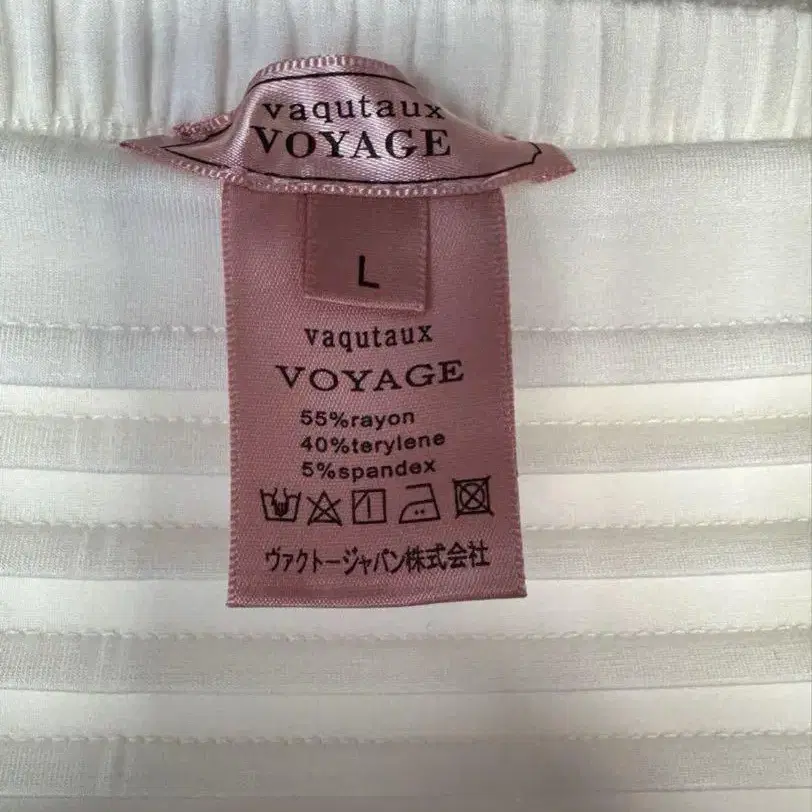 vaqutaux
VOYAGE
L
vaqutaux
VOYAGE
55%rayon
40%terylene
5%spandex
ヴァクトージャパン株式会社